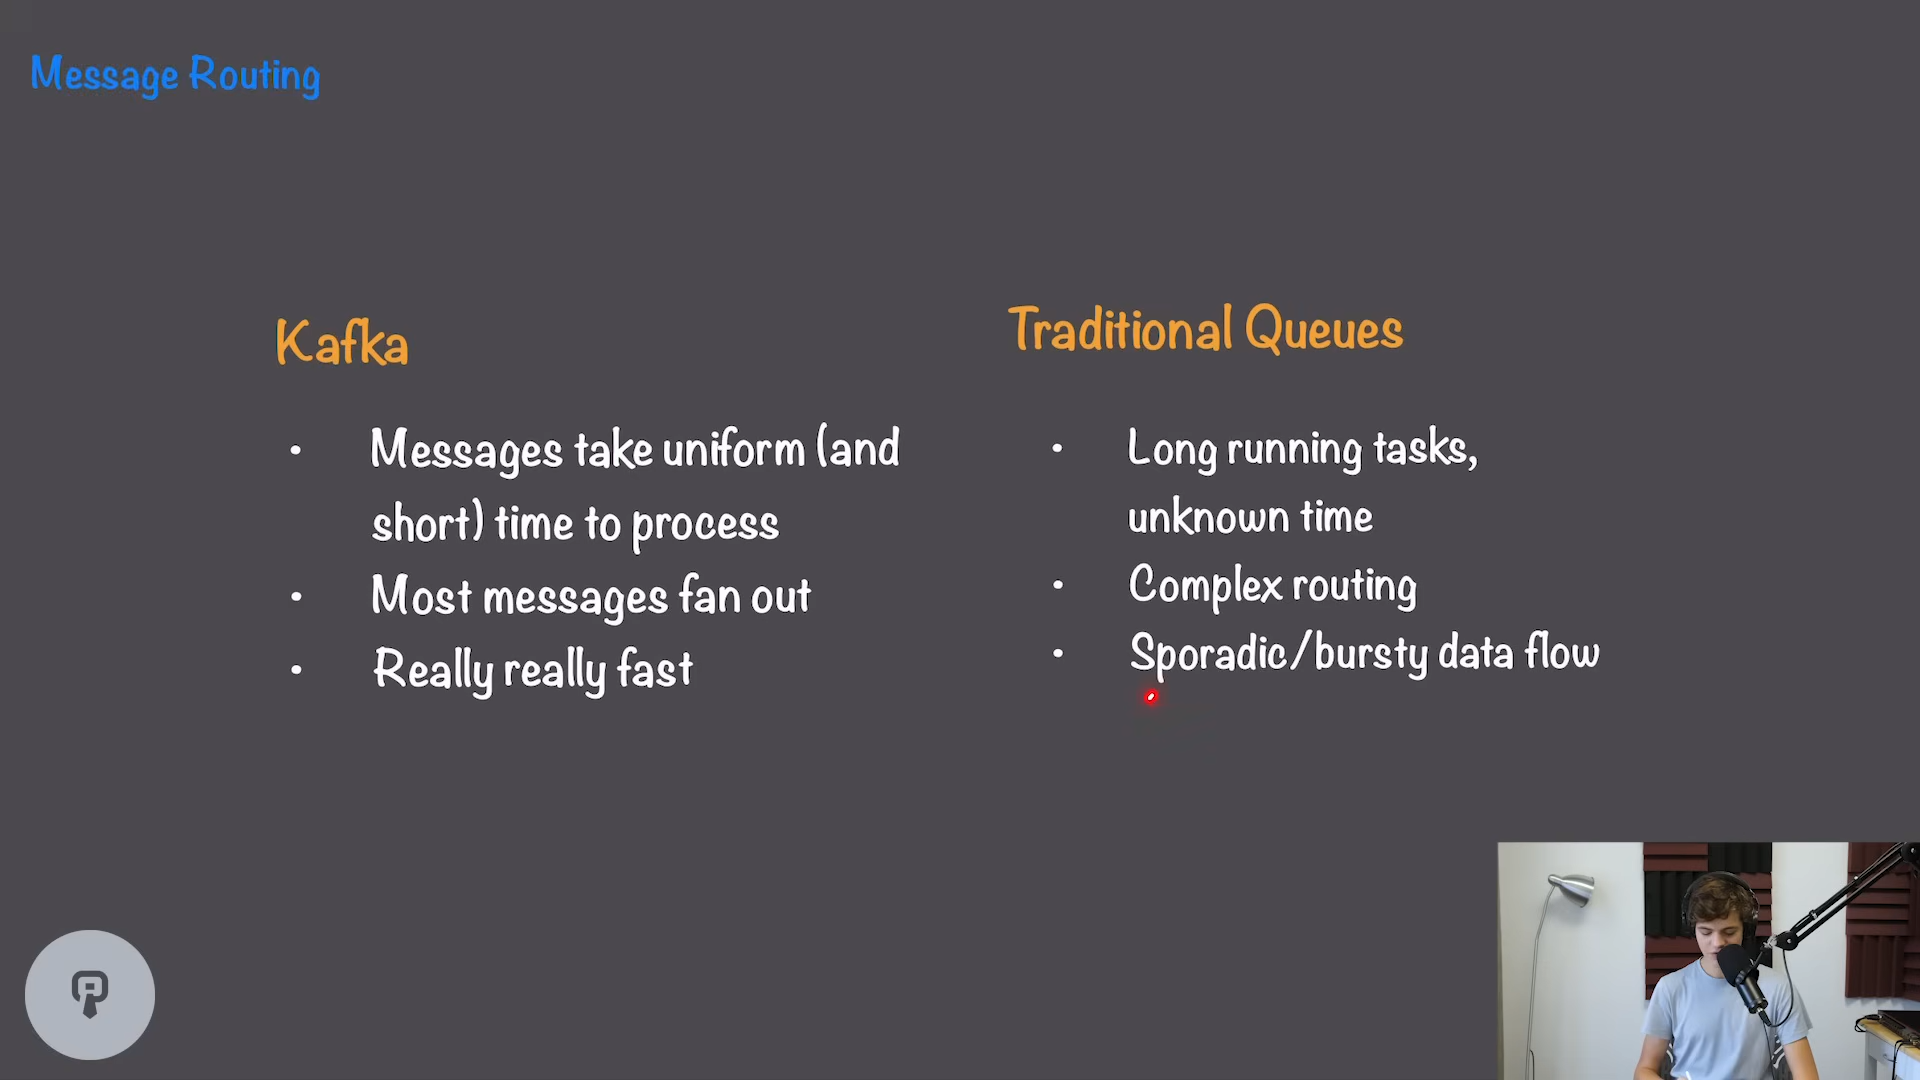 Message Routing
Kafka
• Messages take uniform (and
short) time to process
• Most messages fan out
• Really really fast
Traditional Queues
• Long running tasks,
unknown time
• Complex routing
• Sporadic/bursty data flow